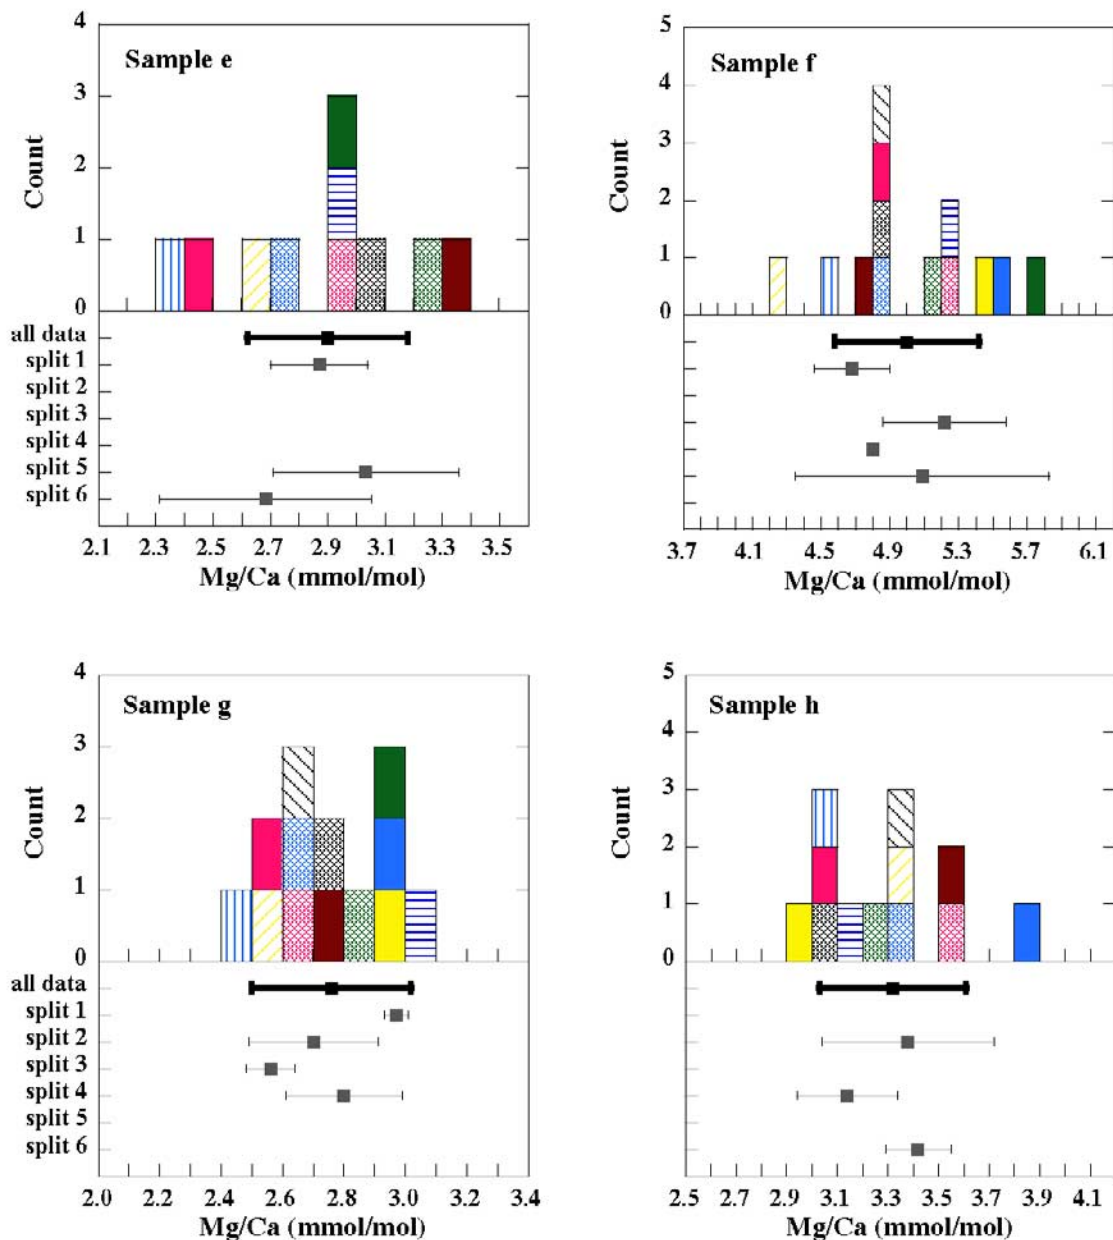 Sample e
Count
4
3
2
1
0
all data
split 1
split 2
split 3
split 4
split 5
split 6
2.1 2.3 2.5 2.7 2.9 3.1 3.3 3.5
Mg/Ca (mmol/mol)
Sample f
Count
5
4
3
2
1
0
3.7 4.1 4.5 4.9 5.3 5.7 6.1
Mg/Ca (mmol/mol)
Sample g
Count
4
3
2
1
0
all data
split 1
split 2
split 3
split 4
split 5
split 6
2.0 2.2 2.4 2.6 2.8 3.0 3.2 3.4
Mg/Ca (mmol/mol)
Sample h
Count
5
4
3
2
1
0
2.5 2.7 2.9 3.1 3.3 3.5 3.7 3.9 4.1
Mg/Ca (mmol/mol)